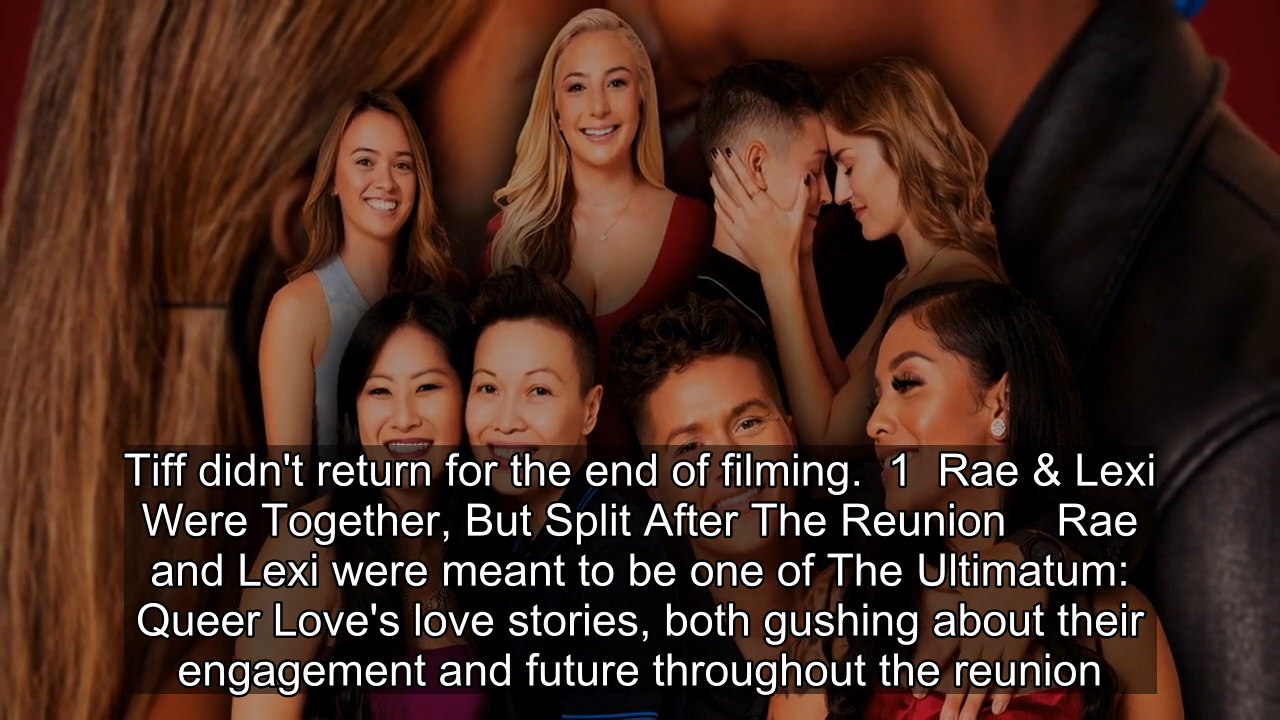 Tiff didn't return for the end of filming.  1  Rae & Lexi
Were Together, But Split After The Reunion    Rae
and Lexi were meant to be one of The Ultimatum:
Queer Love's love stories, both gushing about their
engagement and future throughout the reunion